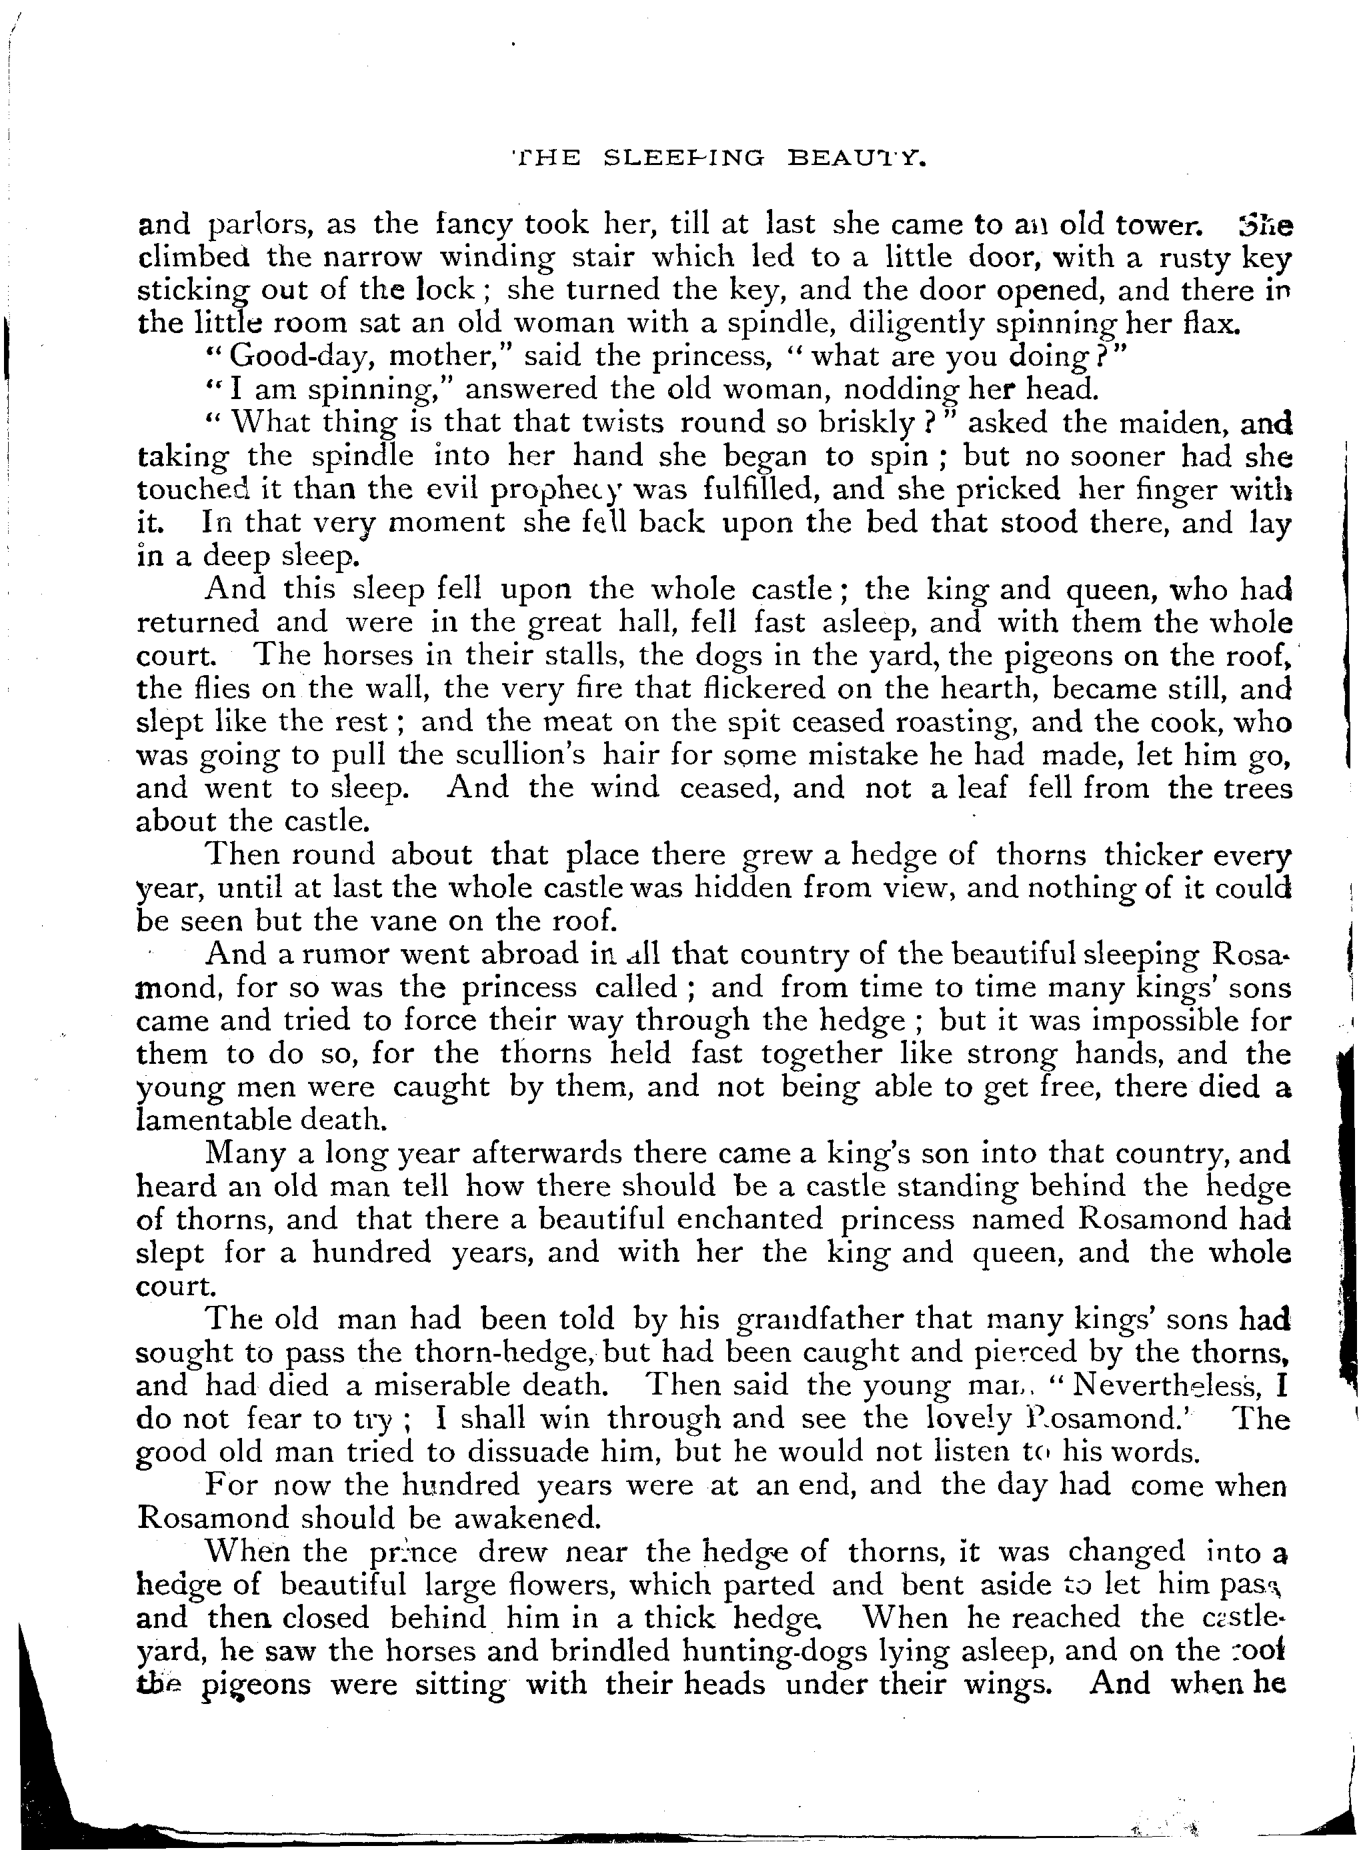 THE SLEEPING BEAUTY.
and parlors, as the fancy took her, till at last she came to an old tower. She
climbed the narrow winding stair which led to a little door, with a rusty key
sticking out of the lock ; she turned the key, and the door opened, and there in
the little room sat an old woman with a spindle, diligently spinning her flax.
“ Good-day, mother,” said the princess, “ what are you doing ? ”
“ I am spinning,” answered the old woman, nodding her head.
“ What thing is that that twists round so briskly ? ” asked the maiden, and
taking the spindle into her hand she began to spin ; but no sooner had she
touched it than the evil prophecy was fulfilled, and she pricked her finger with
it. In that very moment she fell back upon the bed that stood there, and lay
in a deep sleep.
And this sleep fell upon the whole castle ; the king and queen, who had
returned and were in the great hall, fell fast asleep, and with them the whole
court. The horses in their stalls, the dogs in the yard, the pigeons on the roof,
the flies on the wall, the very fire that flickered on the hearth, became still, and
slept like the rest ; and the meat on the spit ceased roasting, and the cook, who
was going to pull the scullion’s hair for some mistake he had made, let him go,
and went to sleep. And the wind ceased, and not a leaf fell from the trees
about the castle.
Then round about that place there grew a hedge of thorns thicker every
year, until at last the whole castle was hidden from view, and nothing of it could
be seen but the vane on the roof.
And a rumor went abroad in all that country of the beautiful sleeping Rosa-
mond, for so was the princess called ; and from time to time many kings’ sons
came and tried to force their way through the hedge ; but it was impossible for
them to do so, for the thorns held fast together like strong hands, and the
young men were caught by them, and not being able to get free, there died a
lamentable death.
Many a long year afterwards there came a king’s son into that country, and
heard an old man tell how there should be a castle standing behind the hedge
of thorns, and that there a beautiful enchanted princess named Rosamond had
slept for a hundred years, and with her the king and queen, and the whole
court.
The old man had been told by his grandfather that many kings’ sons had
sought to pass the thorn-hedge, but had been caught and pierced by the thorns,
and had died a miserable death. Then said the young man, “ Nevertheless, I
do not fear to try ; I shall win through and see the lovely Rosamond.’ The
good old man tried to dissuade him, but he would not listen to his words.
For now the hundred years were at an end, and the day had come when
Rosamond should be awakened.
When the prince drew near the hedge of thorns, it was changed into a
hedge of beautiful large flowers, which parted and bent aside to let him pass,
and then closed behind him in a thick hedge. When he reached the castle-
yard, he saw the horses and brindled hunting-dogs lying asleep, and on the roof
the pigeons were sitting with their heads under their wings. And when he